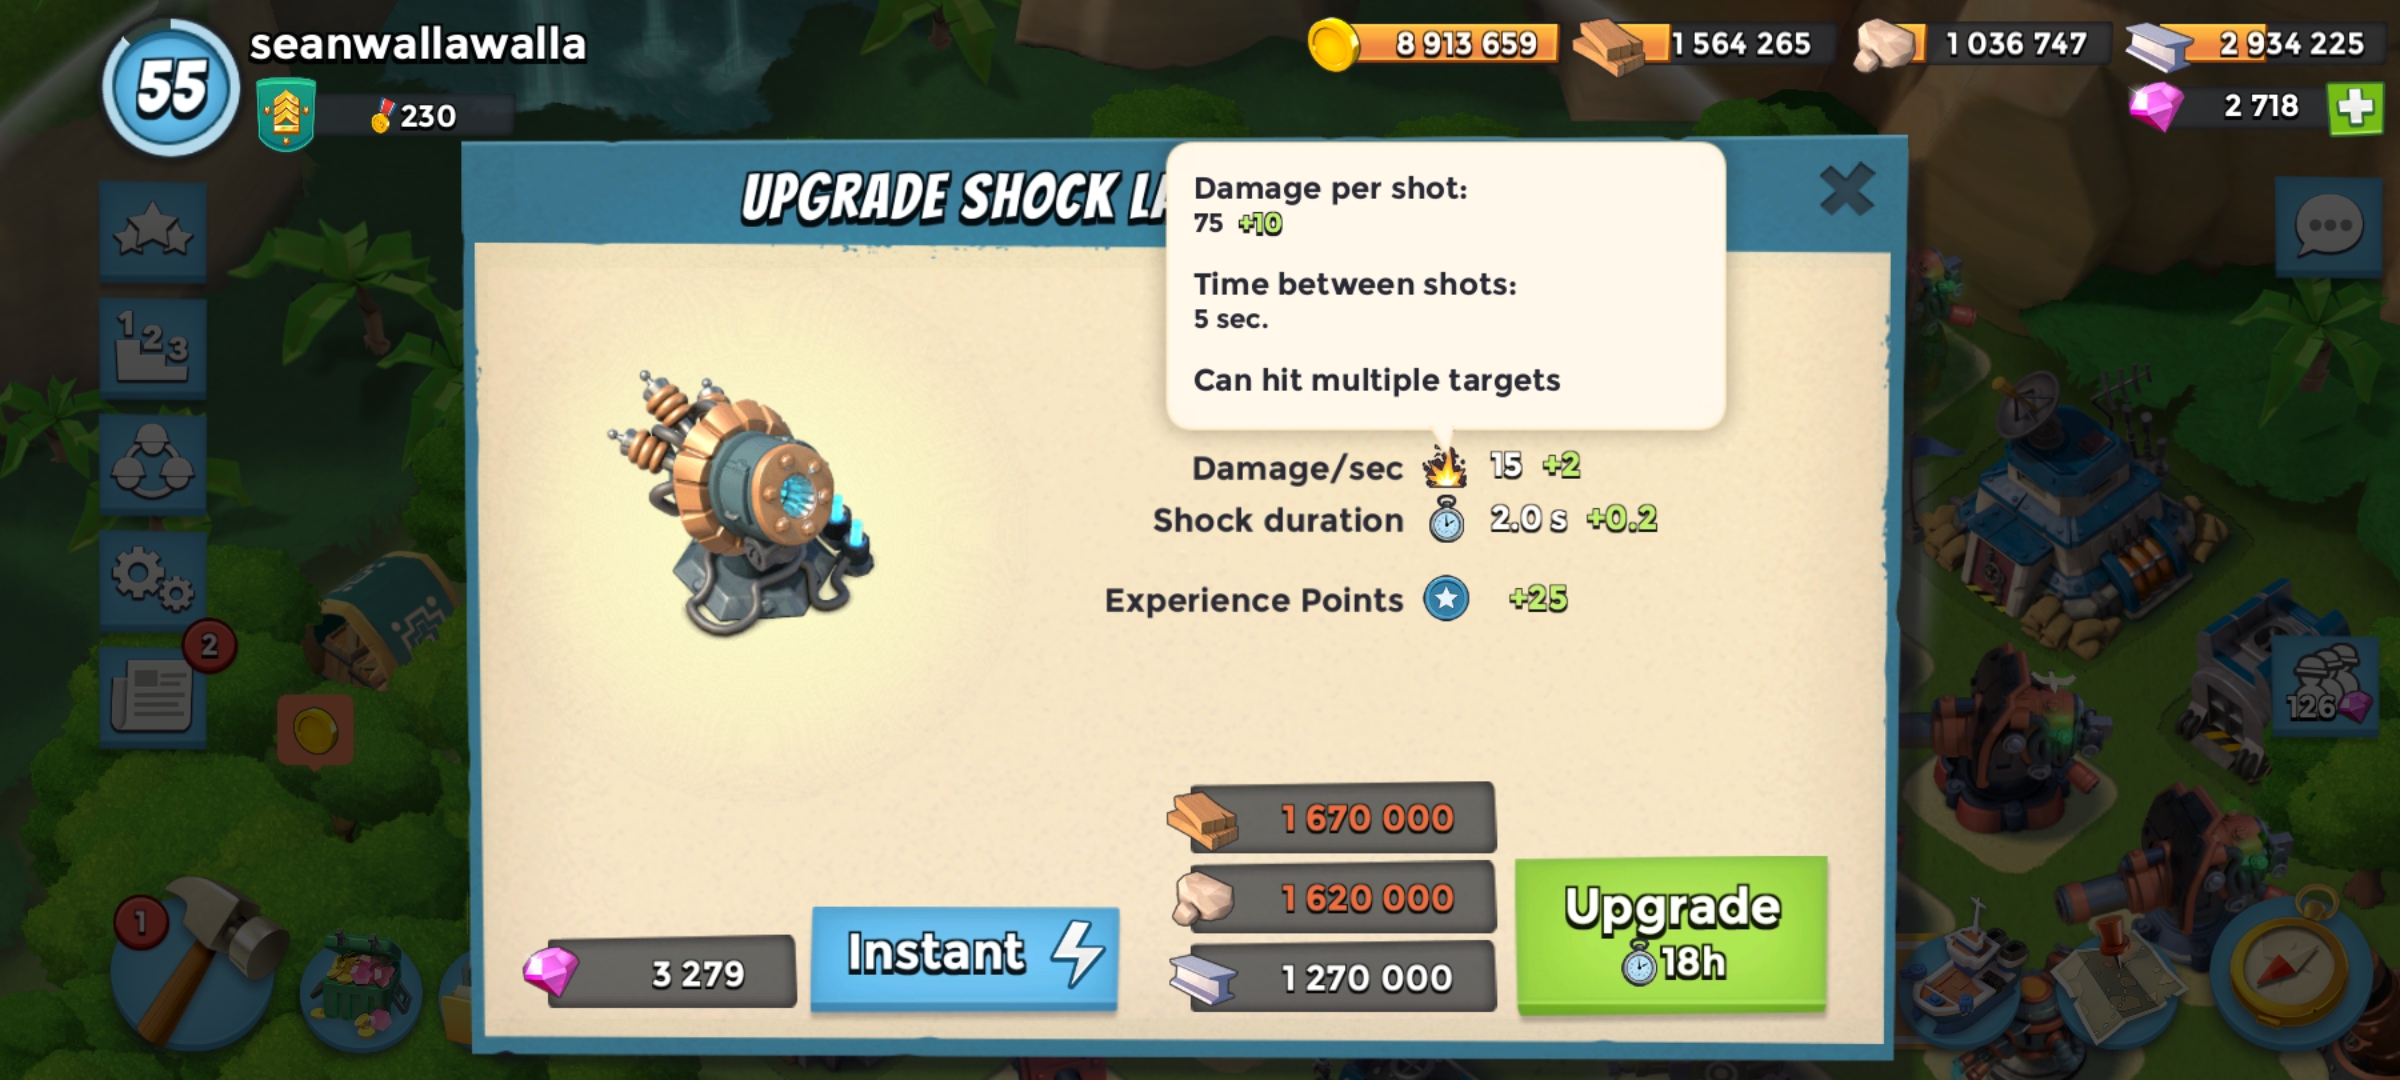 55
seanwallawalla
230
8 913 659
1 564 265
1 036 747
2 934 225
2 718
UPGRADE SHOCK
Damage per shot:
75 +10
Time between shots:
5 sec.
Can hit multiple targets
Damage/sec 15 +2
Shock duration 2.0 s +0.2
Experience Points +25
1 2 3
2
126
1
1 670 000
1 620 000
1 270 000
3 279
Instant
Upgrade
18h